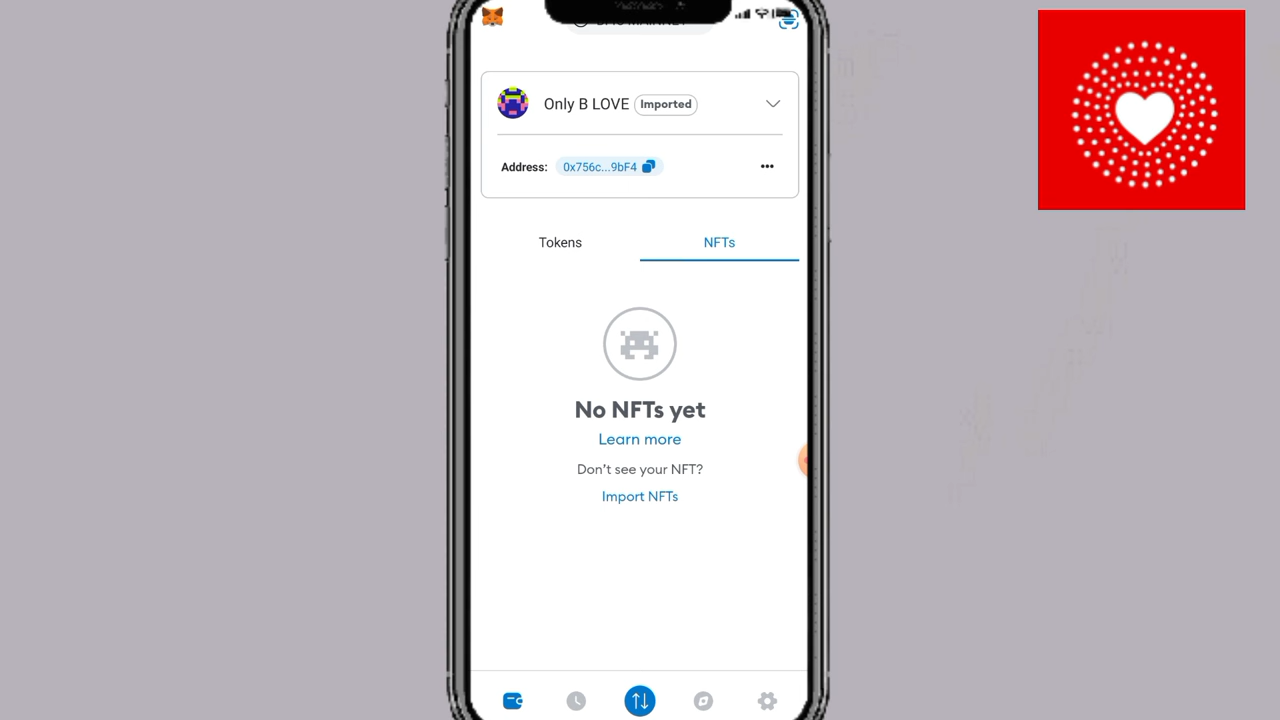 Only B LOVE Imported
Address: 0x756c...9bF4
Tokens
NFTs
No NFTs yet
Learn more
Don't see your NFT?
Import NFTs